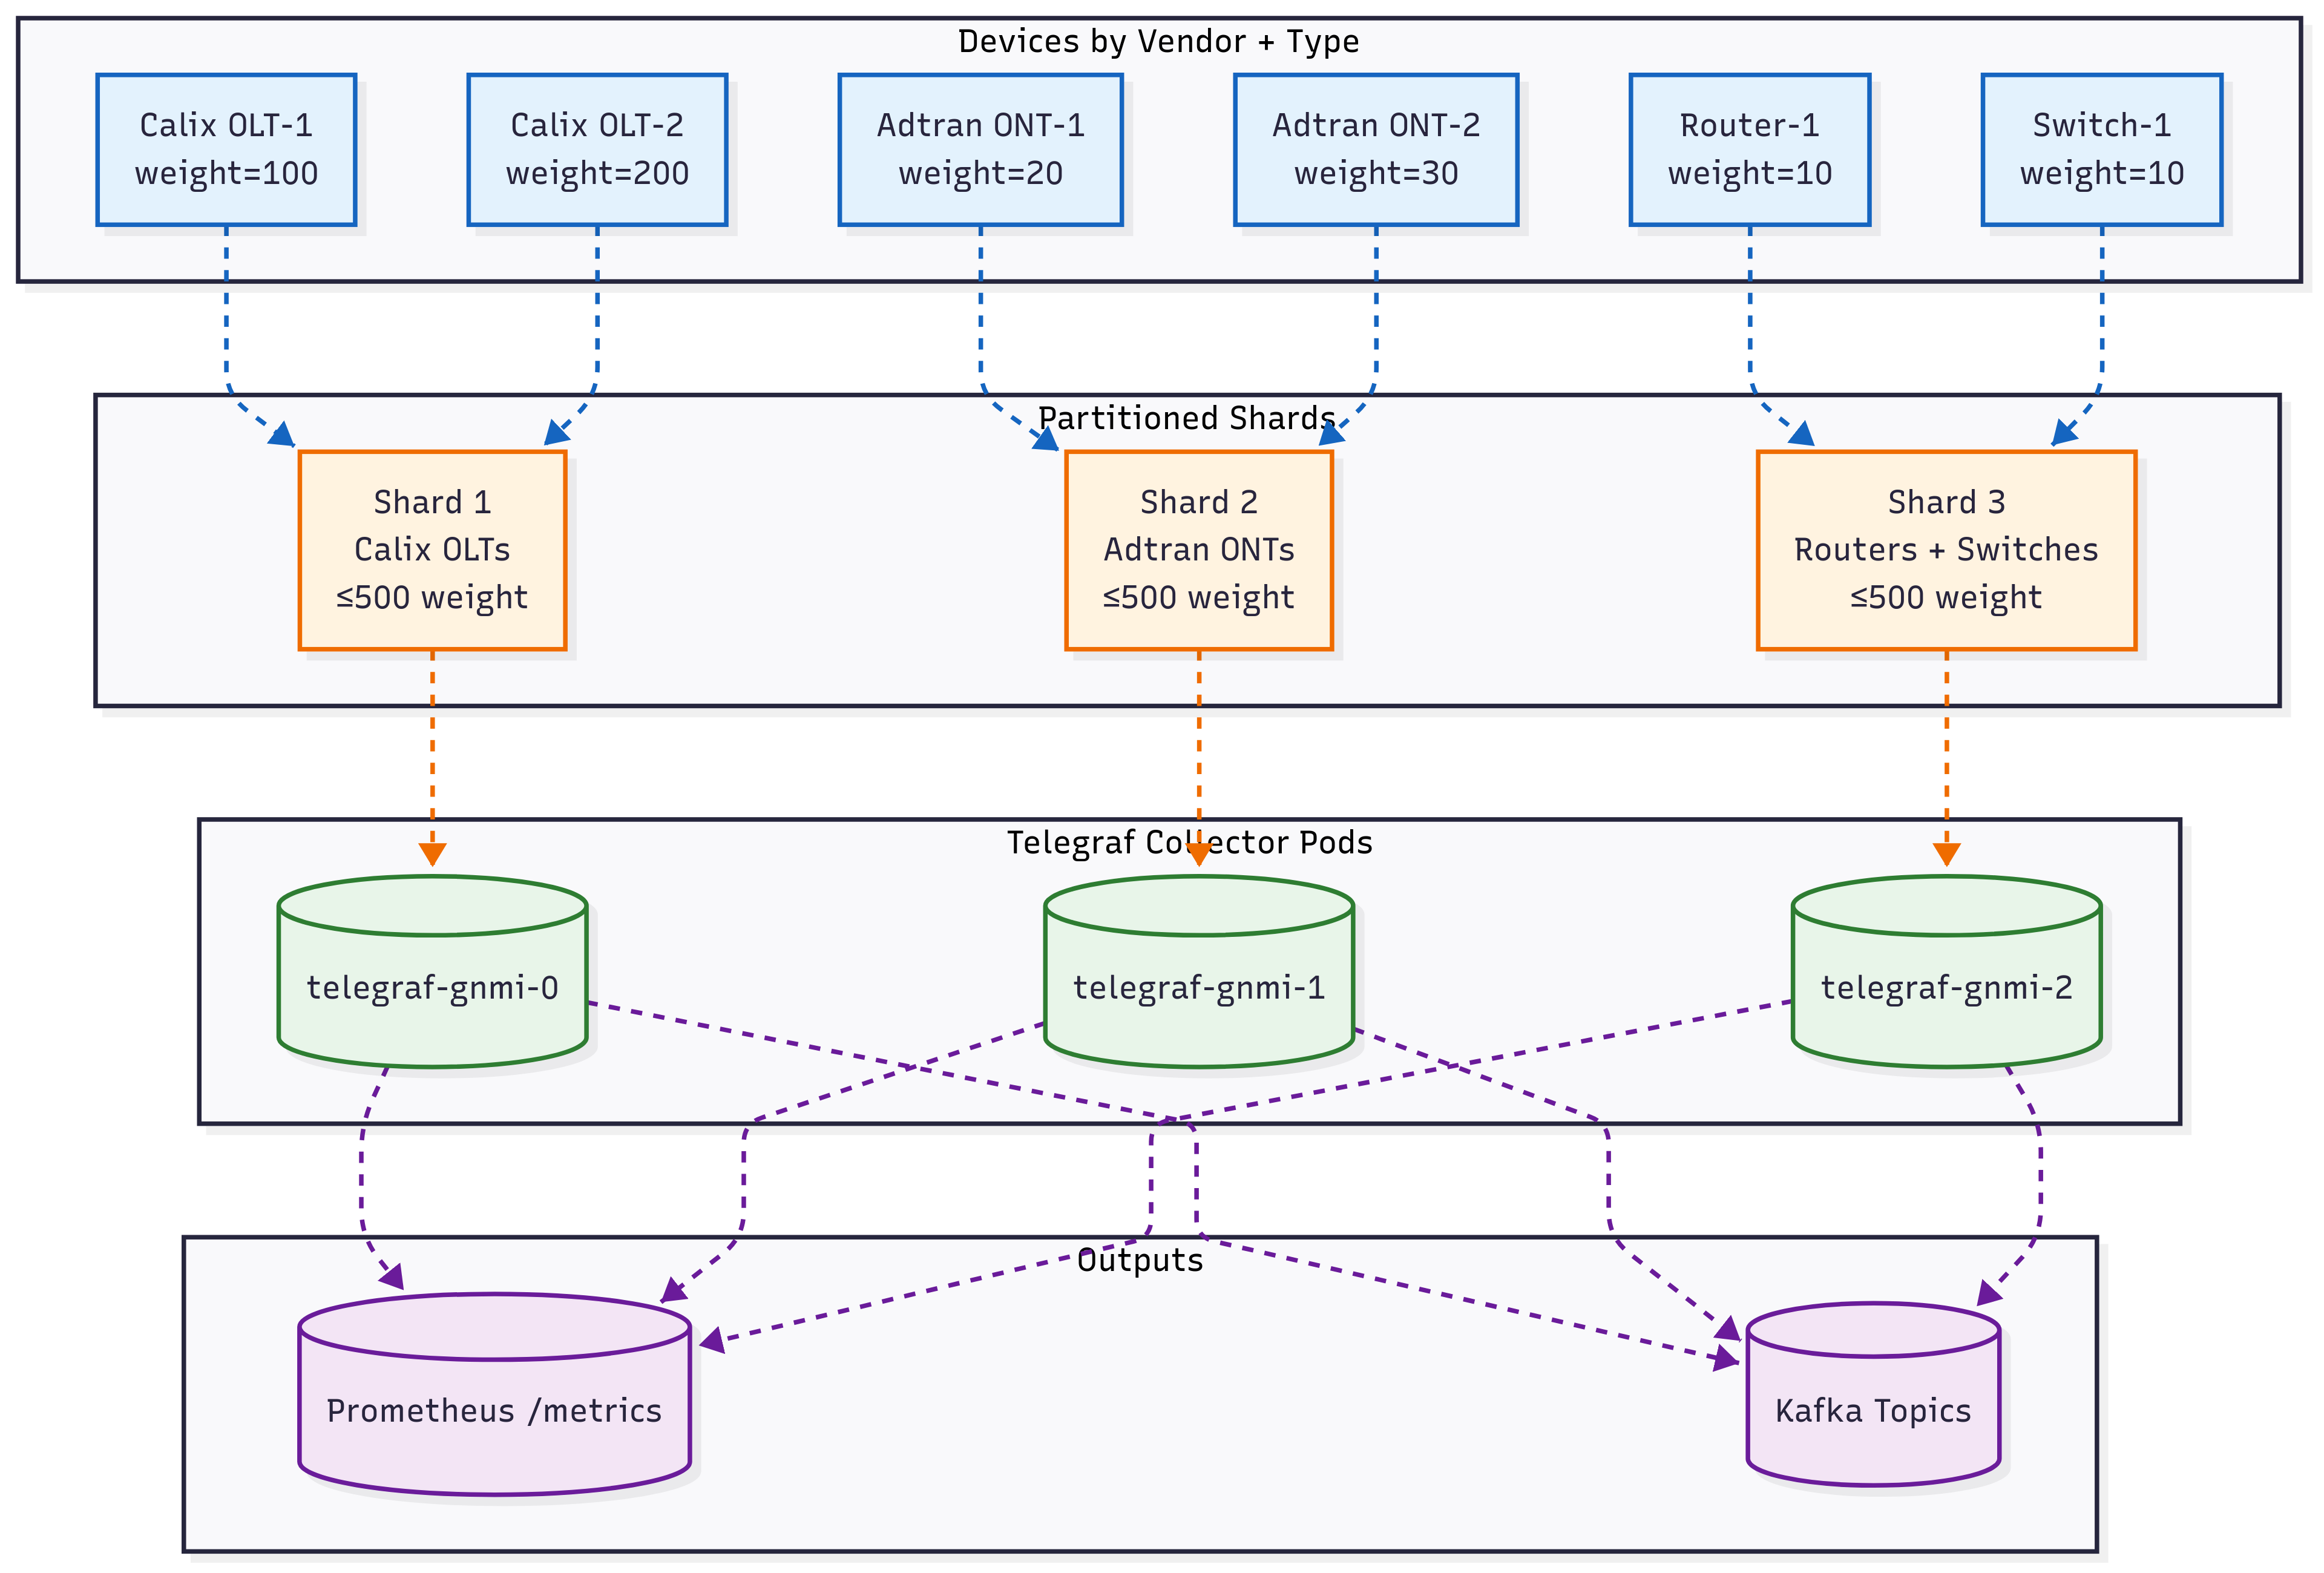 Devices by Vendor + Type
Calix OLT-1
weight=100
Calix OLT-2
weight=200
Adtran ONT-1
weight=20
Adtran ONT-2
weight=30
Router-1
weight=10
Switch-1
weight=10
Partitioned Shards
Shard 1
Calix OLTs
≤500 weight
Shard 2
Adtran ONTs
≤500 weight
Shard 3
Routers + Switches
≤500 weight
Telegraf Collector Pods
telegraf-gnmi-0
telegraf-gnmi-1
telegraf-gnmi-2
Outputs
Prometheus /metrics
Kafka Topics